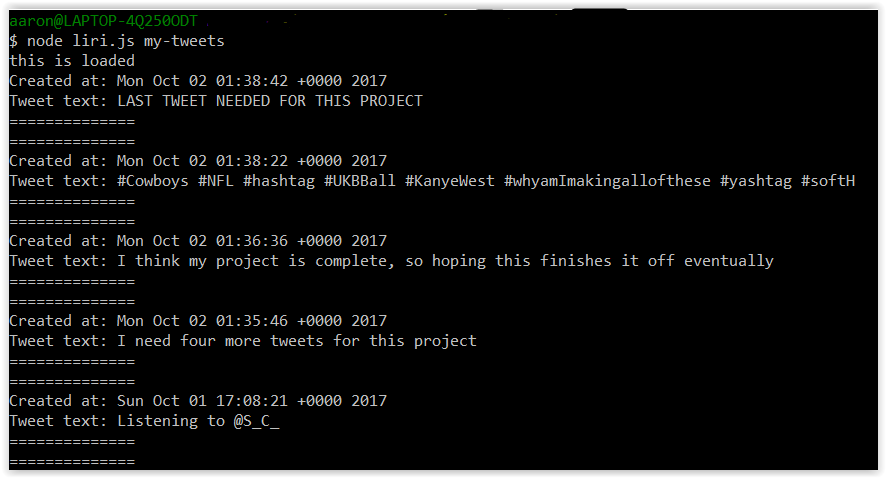 aaron@LAPTOP-4Q250ODT
$ node liri.js my-tweets
this is loaded
Created at: Mon Oct 02 01:38:42 +0000 2017
Tweet text: LAST TWEET NEEDED FOR THIS PROJECT
==============
==============
Created at: Mon Oct 02 01:38:22 +0000 2017
Tweet text: #Cowboys #NFL #hashtag #UKBBall #KanyeWest #whyamImakingallofthese #yashtag #softH
==============
==============
Created at: Mon Oct 02 01:36:36 +0000 2017
Tweet text: I think my project is complete, so hoping this finishes it off eventually
==============
==============
Created at: Mon Oct 02 01:35:46 +0000 2017
Tweet text: I need four more tweets for this project
==============
==============
Created at: Sun Oct 01 17:08:21 +0000 2017
Tweet text: Listening to @S_C_
==============
==============